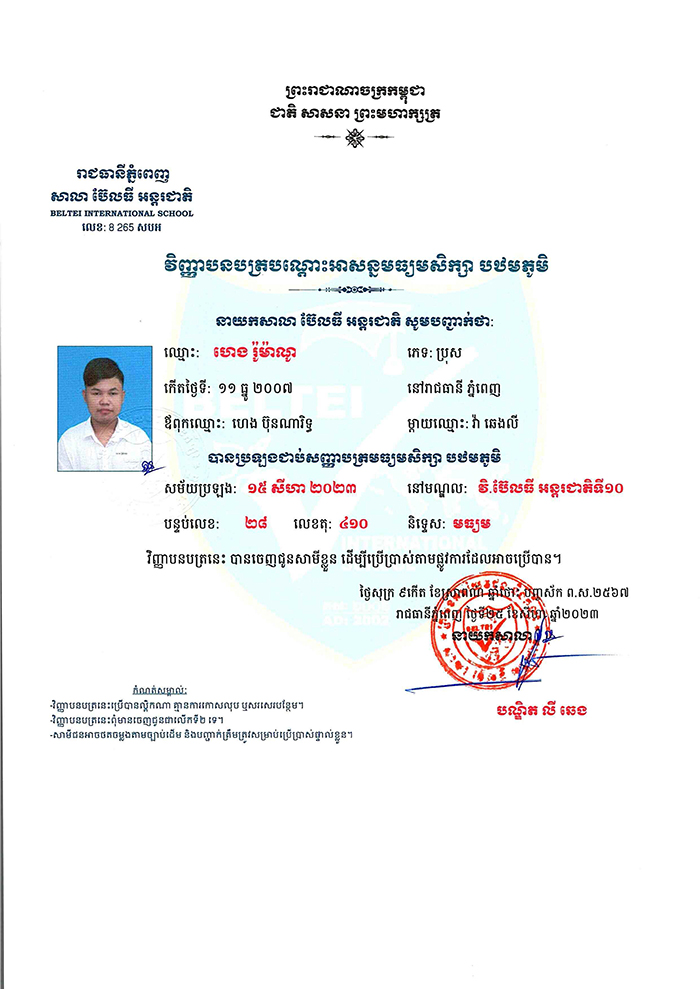 ព្រះរាជាណាចក្រកម្ពុជា
ជាតិ សាសនា ព្រះមហាក្សត្រ
រាជធានីភ្នំពេញ
សាលា ប៊ែលធី អន្តរជាតិ
BELTEI INTERNATIONAL SCHOOL
លេខ: 8 265 សបអ
វិញ្ញាបនបត្របណ្តោះអាសន្នមធ្យមសិក្សា បឋមភូមិ
នាយកសាលា ប៊ែលធី អន្តរជាតិ សូមបញ្ជាក់ថា:
ឈ្មោះ: ហេង រ៉ូម៉ាណូ ភេទ: ប្រុស
កើតថ្ងៃទី: ១១ ធ្នូ ២០០៧ នៅរាជធានី ភ្នំពេញ
ឪពុកឈ្មោះ: ហេង ប៊ុនណារិទ្ធ ម្តាយឈ្មោះ: វ៉ា ឆេងលី
បានប្រឡងជាប់សញ្ញាបត្រមធ្យមសិក្សា បឋមភូមិ
សម័យប្រឡង: ១៥ សីហា ២០២៣ នៅមណ្ឌល: វិ.ប៊ែលធី អន្តរជាតិទី១០
បន្ទប់លេខ: ២៨ លេខតុ: ៤១០ និទ្ទេស: មធ្យម
វិញ្ញាបនបត្រនេះ បានចេញជូនសាមីខ្លួន ដើម្បីប្រើប្រាស់តាមផ្លូវការដែលអាចប្រើបាន។
ថ្ងៃសុក្រ ៩កើត ខែស្រាពណ៍ ឆ្នាំថោះ បញ្ចស័ក ព.ស.២៥៦៧
រាជធានីភ្នំពេញ ថ្ងៃទី២៥ ខែសីហា ឆ្នាំ២០២៣
នាយកសាលា
បណ្ឌិត លី ឆេង
កំណត់សម្គាល់:
-វិញ្ញាបនបត្រនេះប្រើបានល្អិកណា គ្មានការកោសលុប ឬសរសេរបន្ថែម។
-វិញ្ញាបនបត្រនេះពុំមានចេញជូនជាលើកទី២ ទេ។
-សាមីជនអាចថតចម្លងតាមច្បាប់ដើម និងបញ្ជាក់ត្រឹមត្រូវសម្រាប់ប្រើប្រាស់ផ្ទាល់ខ្លួន។
BELTEI
INTERNATIONAL